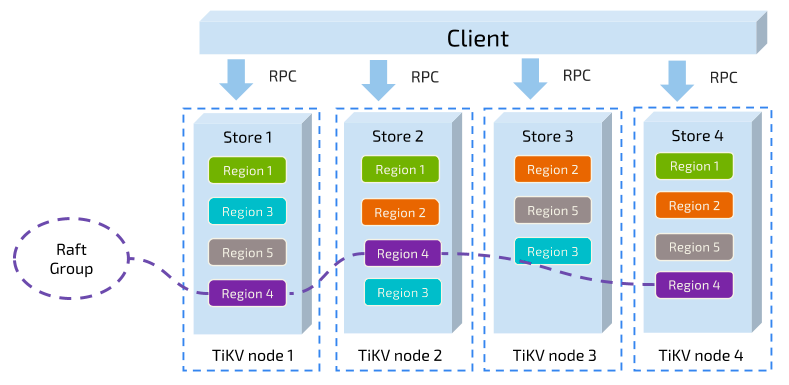 Client
RPC
RPC
RPC
RPC
Store 1
Region 1
Region 3
Region 5
Region 4
TiKV node 1
Store 2
Region 1
Region 2
Region 4
Region 3
TiKV node 2
Store 3
Region 2
Region 5
Region 3
TiKV node 3
Store 4
Region 1
Region 2
Region 5
Region 4
TiKV node 4
Raft
Group